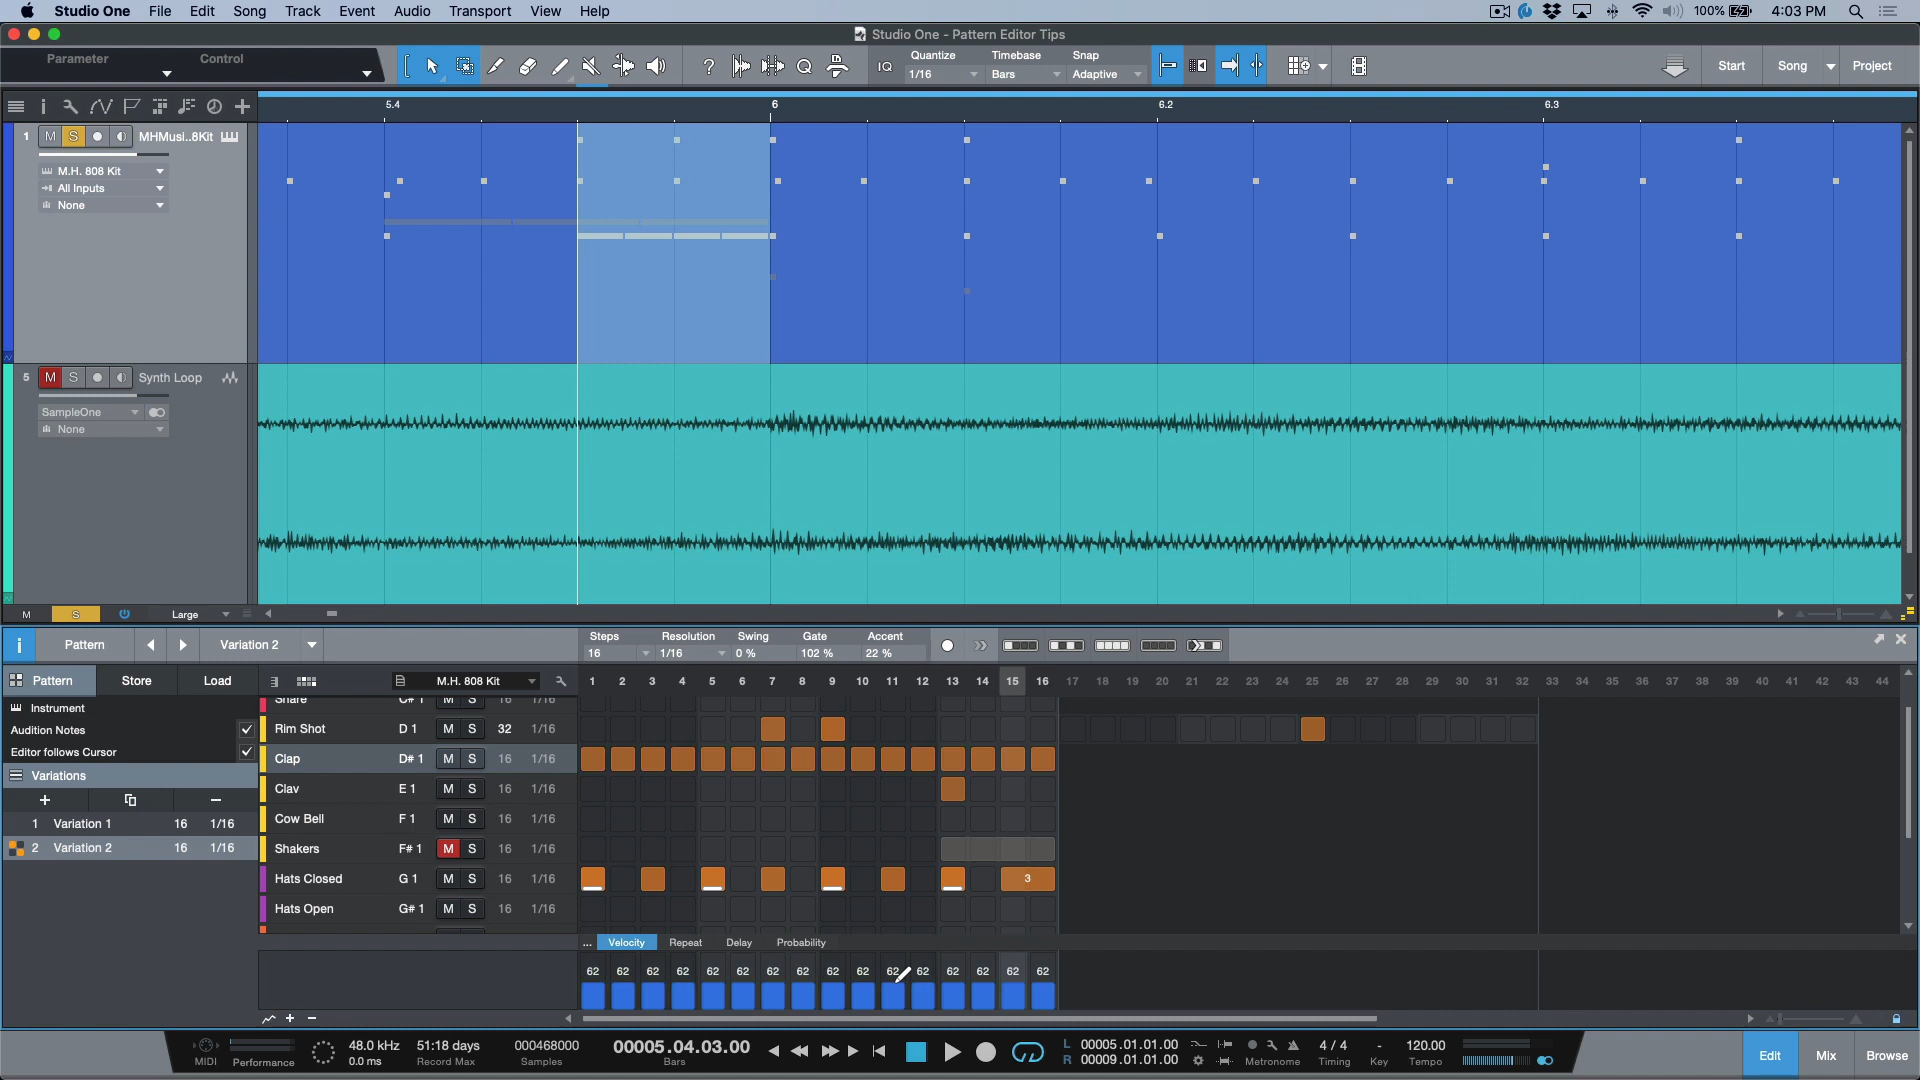 Studio One File Edit Song Track Event Audio Transport View Help 100% 4:03 PM
Studio One - Pattern Editor Tips
Parameter Control
Quantize Timebase Snap
IQ 1/16 Bars Adaptive
Start Song Project
5.4 6 6.2 6.3
1 M S MHMusi..8Kit
M.H. 808 Kit
All Inputs
None
5 M S Synth Loop
SampleOne
None
M S Large
Pattern Variation 2
Steps Resolution Swing Gate Accent
16 1/16 0 % 102 % 22 %
Pattern Store Load M.H. 808 Kit
1 2 3 4 5 6 7 8 9 10 11 12 13 14 15 16 17 18 19 20 21 22 23 24 25 26 27 28 29 30 31 32 33 34 35 36 37 38 39 40 41 42 43 44
Instrument
Audition Notes
Editor follows Cursor
Variations
1 Variation 1 16 1/16
2 Variation 2 16 1/16
Snare C# 1 M S 16 1/16
Rim Shot D 1 M S 32 1/16
Clap D# 1 M S 16 1/16
Clav E 1 M S 16 1/16
Cow Bell F 1 M S 16 1/16
Shakers F# 1 M S 16 1/16
Hats Closed G 1 M S 16 1/16 3
Hats Open G# 1 M S 16 1/16
... Velocity Repeat Delay Probability
62 62 62 62 62 62 62 62 62 62 62 62 62 62 62 62
MIDI Performance
48.0 kHz
0.0 ms
51:18 days
Record Max
000468000
Samples
00005.04.03.00
Bars
L 00005.01.01.00
R 00009.01.01.00
Metronome
4 / 4
Timing
-
Key
120.00
Tempo
Edit Mix Browse